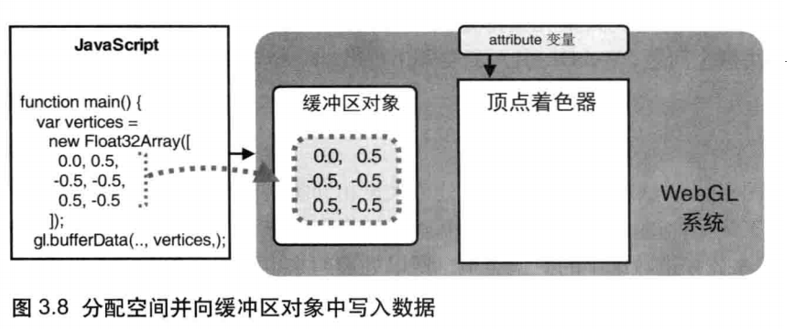 JavaScript
function main() {
var vertices =
new Float32Array([
0.0, 0.5,
-0.5, -0.5,
0.5, -0.5
]);
gl.bufferData(.., vertices,);
attribute 变量
缓冲区对象
0.0, 0.5
-0.5, -0.5
0.5, -0.5
顶点着色器
WebGL
系统
图 3.8 分配空间并向缓冲区对象中写入数据